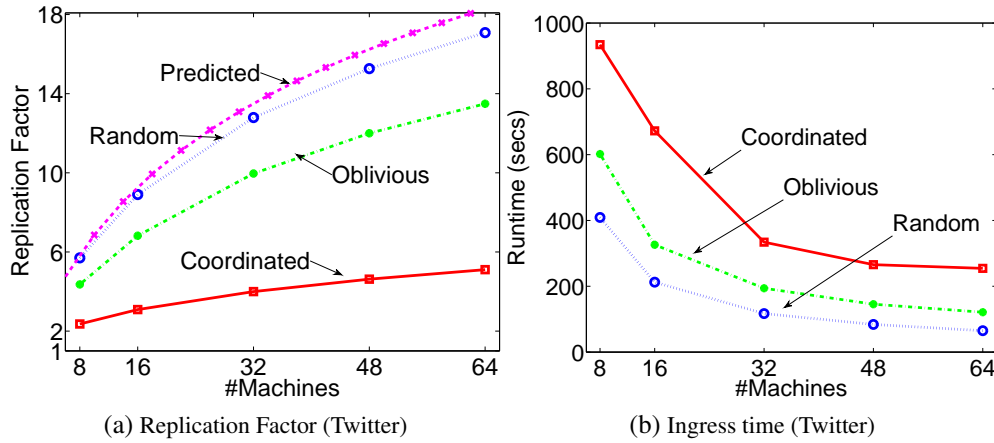 18
14
10
6
2
1
Replication Factor
Predicted
Random
Oblivious
Coordinated
8 16 32 48 64
#Machines
(a) Replication Factor (Twitter)
1000
800
600
400
200
0
Runtime (secs)
Coordinated
Oblivious
Random
8 16 32 48 64
#Machines
(b) Ingress time (Twitter)